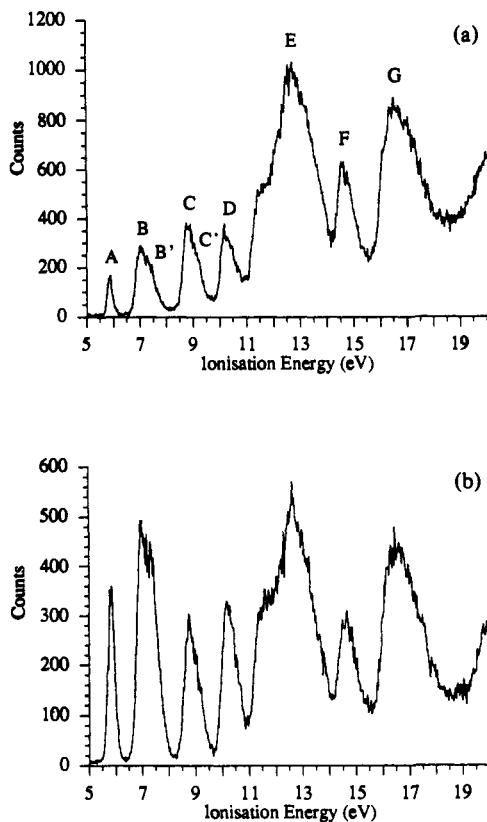 (a)
1200
1000
800
600
400
200
0
Counts
A
B
B'
C
C'
D
E
F
G
5 7 9 11 13 15 17 19
Ionisation Energy (eV)
(b)
600
500
400
300
200
100
0
Counts
5 7 9 11 13 15 17 19
Ionisation Energy (eV)